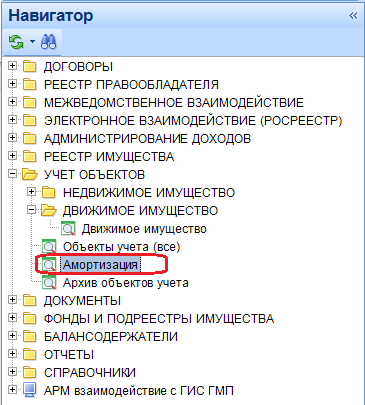 Навигатор
ДОГОВОРЫ
РЕЕСТР ПРАВООБЛАДАТЕЛЯ
МЕЖВЕДОМСТВЕННОЕ ВЗАИМОДЕЙСТВИЕ
ЭЛЕКТРОННОЕ ВЗАИМОДЕЙСТВИЕ (РОСРЕЕСТР)
АДМИНИСТРИРОВАНИЕ ДОХОДОВ
РЕЕСТР ИМУЩЕСТВА
УЧЕТ ОБЪЕКТОВ
НЕДВИЖИМОЕ ИМУЩЕСТВО
ДВИЖИМОЕ ИМУЩЕСТВО
Движимое имущество
Объекты учета (все)
Амортизация
Архив объектов учета
ДОКУМЕНТЫ
ФОНДЫ И ПОДРЕЕСТРЫ ИМУЩЕСТВА
БАЛАНСОДЕРЖАТЕЛИ
ОТЧЕТЫ
СПРАВОЧНИКИ
АРМ взаимодействие с ГИС ГМП